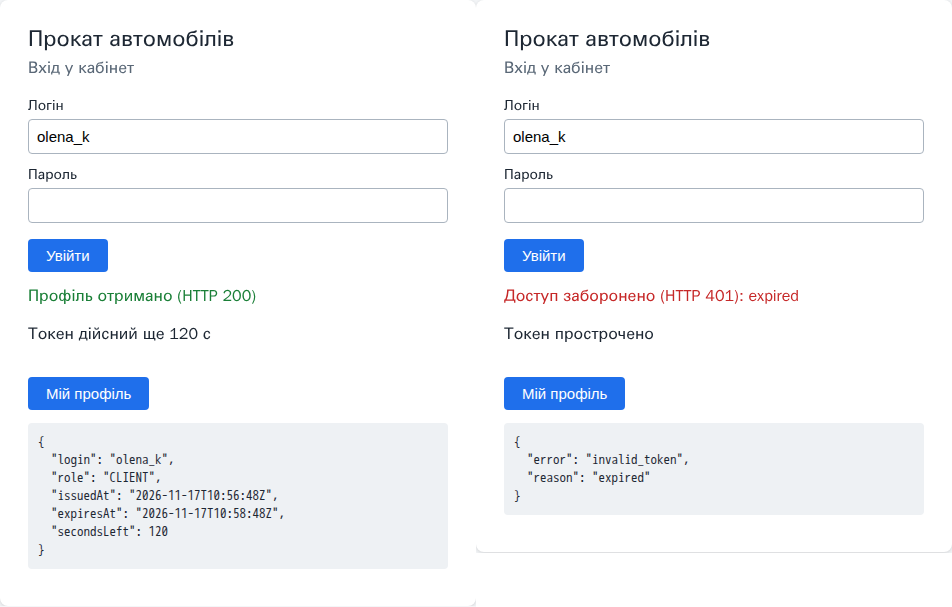 Прокат автомобілів
Вхід у кабінет
Логін
olena_k
Пароль
Увійти
Профіль отримано (HTTP 200)
Токен дійсний ще 120 с
Мій профіль
{
  "login": "olena_k",
  "role": "CLIENT",
  "issuedAt": "2026-11-17T10:56:48Z",
  "expiresAt": "2026-11-17T10:58:48Z",
  "secondsLeft": 120
}
Прокат автомобілів
Вхід у кабінет
Логін
olena_k
Пароль
Увійти
Доступ заборонено (HTTP 401): expired
Токен прострочено
Мій профіль
{
  "error": "invalid_token",
  "reason": "expired"
}